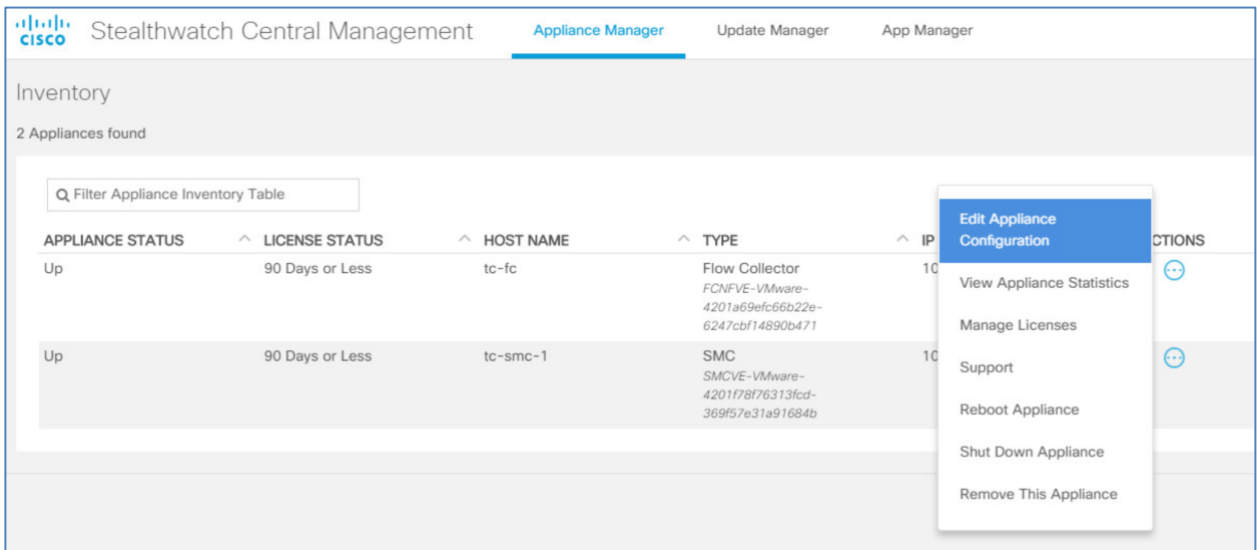 CISCO
Stealthwatch Central Management
Appliance Manager
Update Manager
App Manager
Inventory
2 Appliances found
Filter Appliance Inventory Table
APPLIANCE STATUS LICENSE STATUS HOST NAME TYPE IP CTIONS
Up 90 Days or Less tc-fc Flow Collector 10
FCNFVE-VMware-
4201a69efc66b22e-
6247cbf14890b471
Up 90 Days or Less tc-smc-1 SMC 10
SMCVE-VMware-
4201f78f76313fcd-
369f57e31a91684b
Edit Appliance
Configuration
View Appliance Statistics
Manage Licenses
Support
Reboot Appliance
Shut Down Appliance
Remove This Appliance